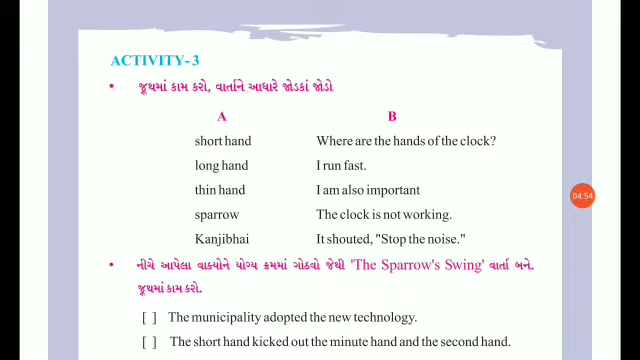 ACTIVITY- 3
• જૂથમાં કામ કરો, વાર્તાને આધારે જોડકાં જોડો
A B
short hand Where are the hands of the clock?
long hand I run fast.
thin hand I am also important
sparrow The clock is not working.
Kanjibhai It shouted, "Stop the noise."
• નીચે આપેલા વાક્યોને યોગ્ય ક્રમમાં ગોઠવો જેથી 'The Sparrow's Swing' વાર્તા બને.
જૂથમાં કામ કરો.
[ ] The municipality adopted the new technology.
[ ] The short hand kicked out the minute hand and the second hand.
04:54